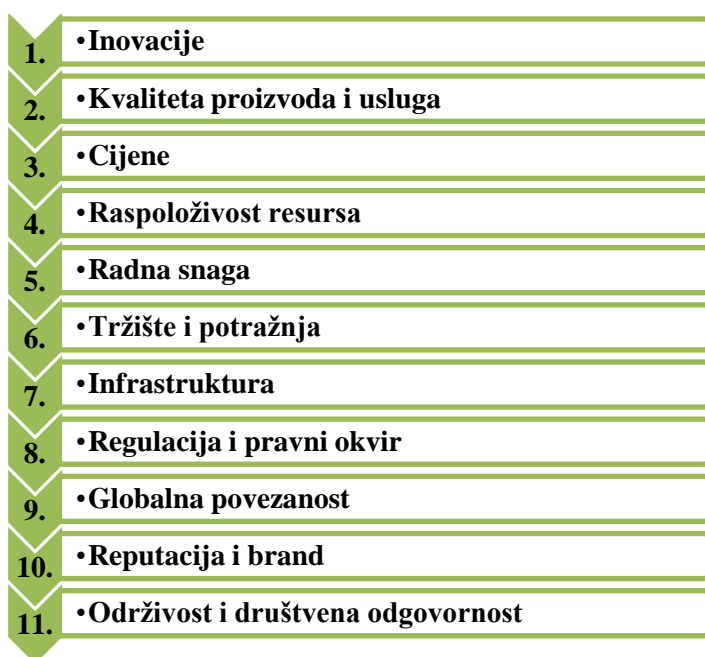 1. •Inovacije
2. •Kvaliteta proizvoda i usluga
3. •Cijene
4. •Raspoloživost resursa
5. •Radna snaga
6. •Tržište i potražnja
7. •Infrastruktura
8. •Regulacija i pravni okvir
9. •Globalna povezanost
10. •Reputacija i brand
11. •Održivost i društvena odgovornost